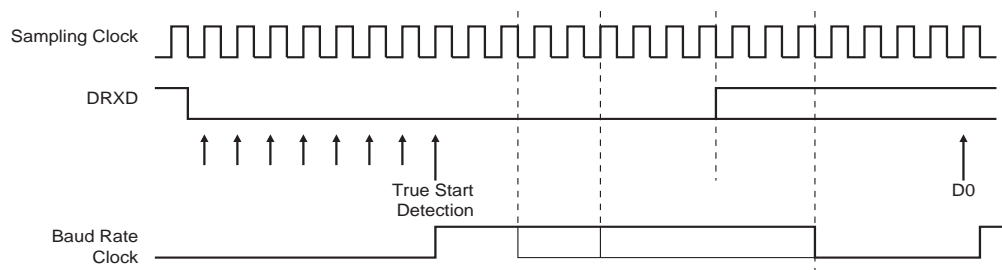 Sampling Clock
DRXD
True Start
Detection
D0
Baud Rate
Clock